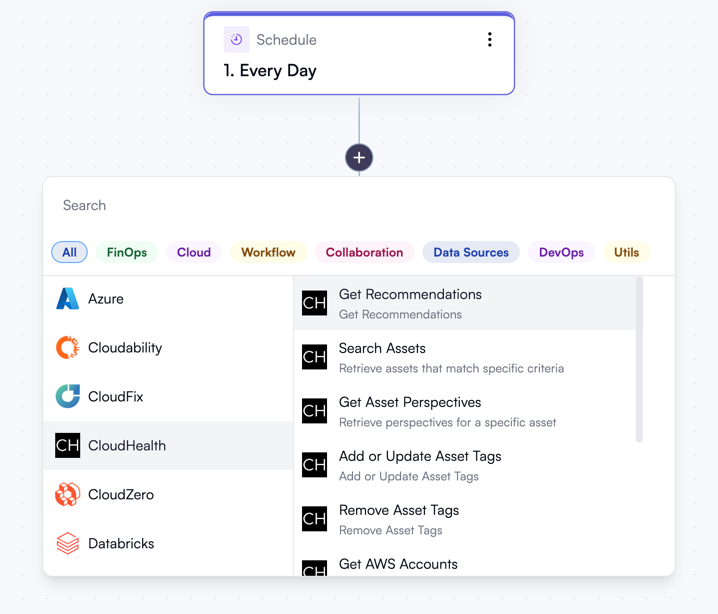 Schedule
1. Every Day
Search
All FinOps Cloud Workflow Collaboration Data Sources DevOps Utils
Azure
Cloudability
CloudFix
CH CloudHealth
CloudZero
Databricks
CH Get Recommendations
Get Recommendations
CH Search Assets
Retrieve assets that match specific criteria
CH Get Asset Perspectives
Retrieve perspectives for a specific asset
CH Add or Update Asset Tags
Add or Update Asset Tags
CH Remove Asset Tags
Remove Asset Tags
CH Get AWS Accounts